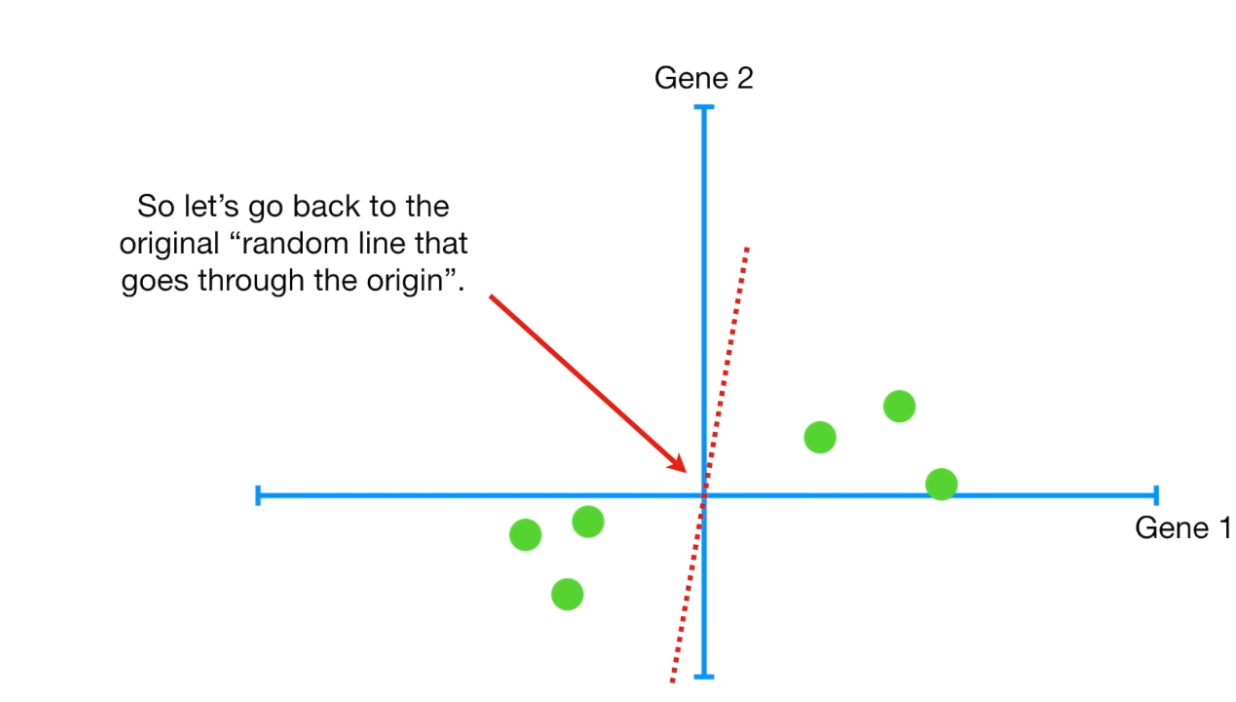 Gene 2
So let’s go back to the
original “random line that
goes through the origin”.
Gene 1